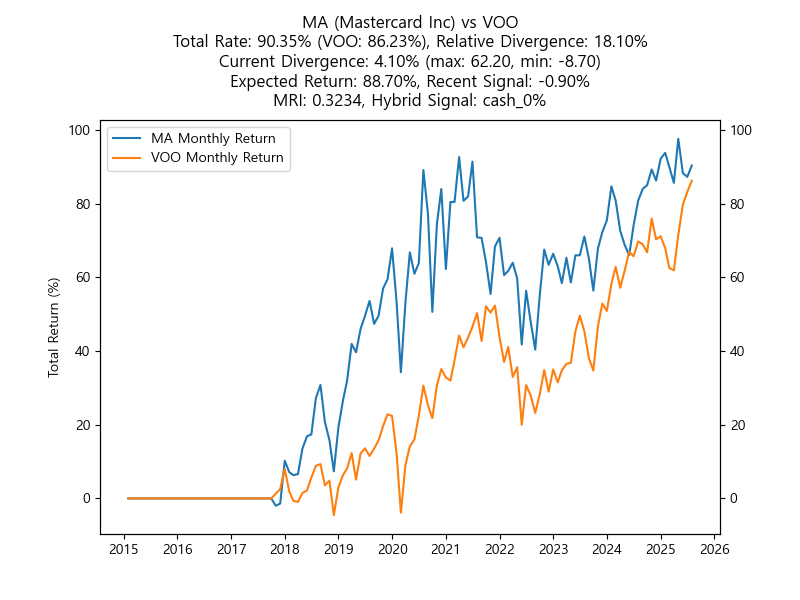 MA (Mastercard Inc) vs VOO
Total Rate: 90.35% (VOO: 86.23%), Relative Divergence: 18.10%
Current Divergence: 4.10% (max: 62.20, min: -8.70)
Expected Return: 88.70%, Recent Signal: -0.90%
MRI: 0.3234, Hybrid Signal: cash_0%
MA Monthly Return
VOO Monthly Return
Total Return (%)
100
80
60
40
20
0
100
80
60
40
20
0
2015 2016 2017 2018 2019 2020 2021 2022 2023 2024 2025 2026